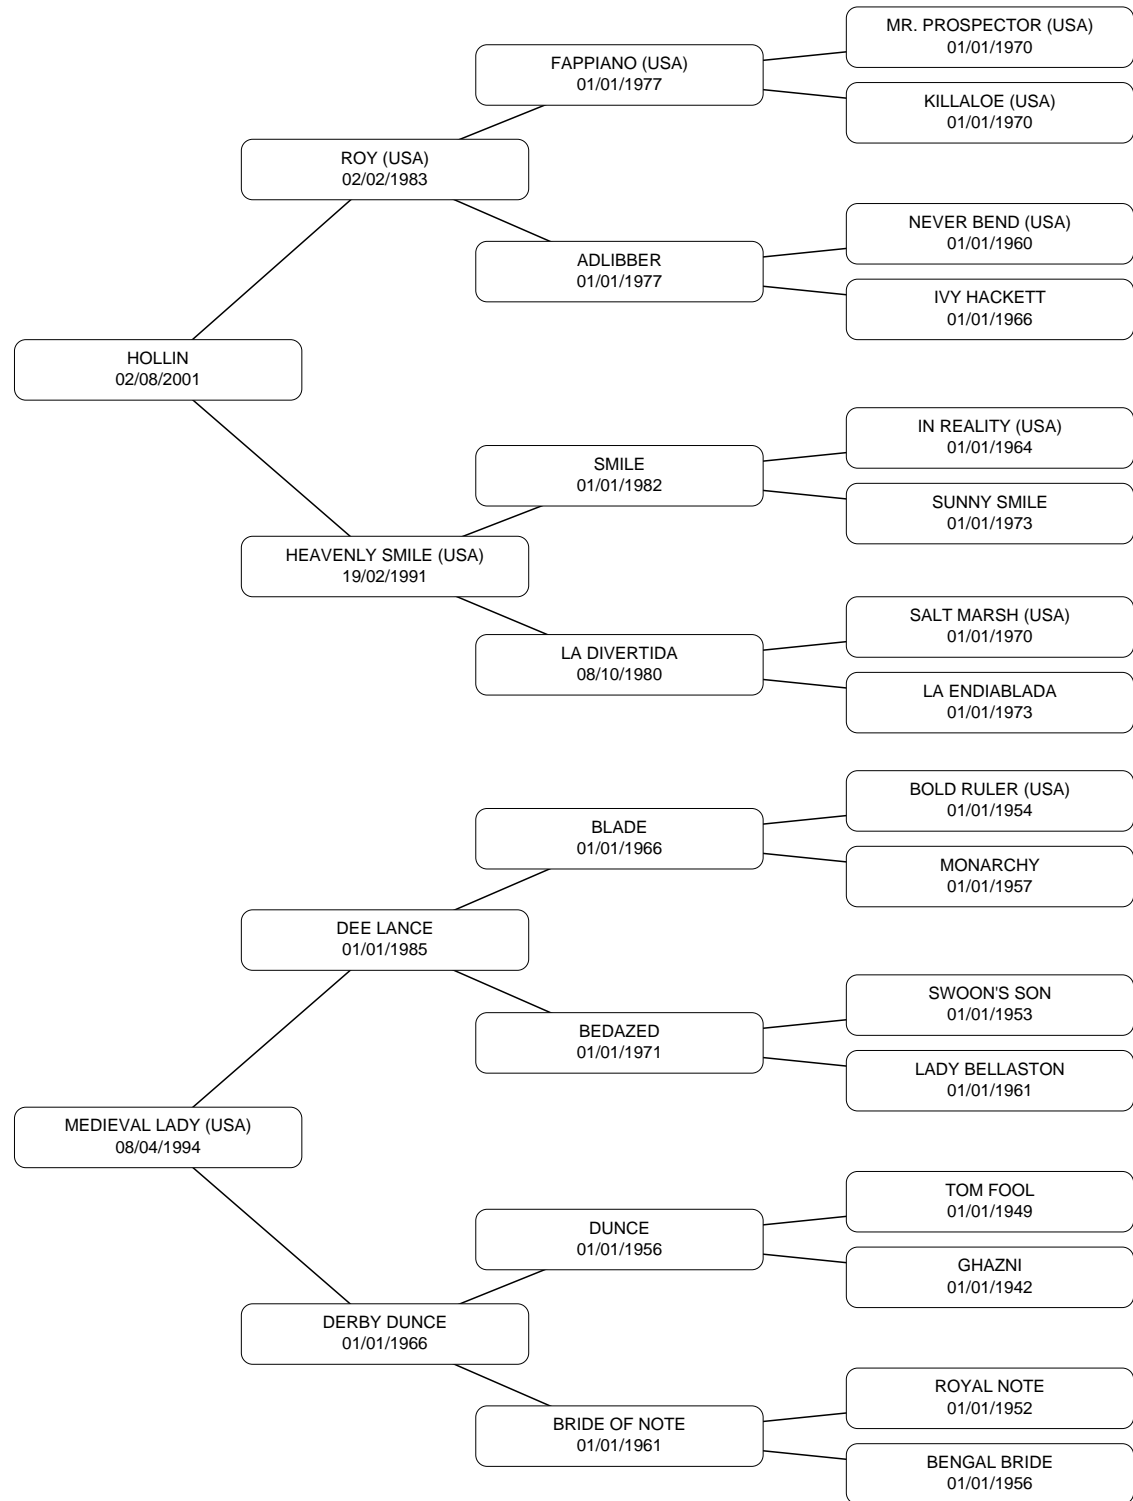 MR. PROSPECTOR (USA)
01/01/1970
FAPPIANO (USA)
01/01/1977
KILLALOE (USA)
01/01/1970
ROY (USA)
02/02/1983
NEVER BEND (USA)
01/01/1960
ADLIBBER
01/01/1977
IVY HACKETT
01/01/1966
HOLLIN
02/08/2001
IN REALITY (USA)
01/01/1964
SMILE
01/01/1982
SUNNY SMILE
01/01/1973
HEAVENLY SMILE (USA)
19/02/1991
SALT MARSH (USA)
01/01/1970
LA DIVERTIDA
08/10/1980
LA ENDIABLADA
01/01/1973
BOLD RULER (USA)
01/01/1954
BLADE
01/01/1966
MONARCHY
01/01/1957
DEE LANCE
01/01/1985
SWOON'S SON
01/01/1953
BEDAZED
01/01/1971
LADY BELLASTON
01/01/1961
MEDIEVAL LADY (USA)
08/04/1994
TOM FOOL
01/01/1949
DUNCE
01/01/1956
GHAZNI
01/01/1942
DERBY DUNCE
01/01/1966
ROYAL NOTE
01/01/1952
BRIDE OF NOTE
01/01/1961
BENGAL BRIDE
01/01/1956